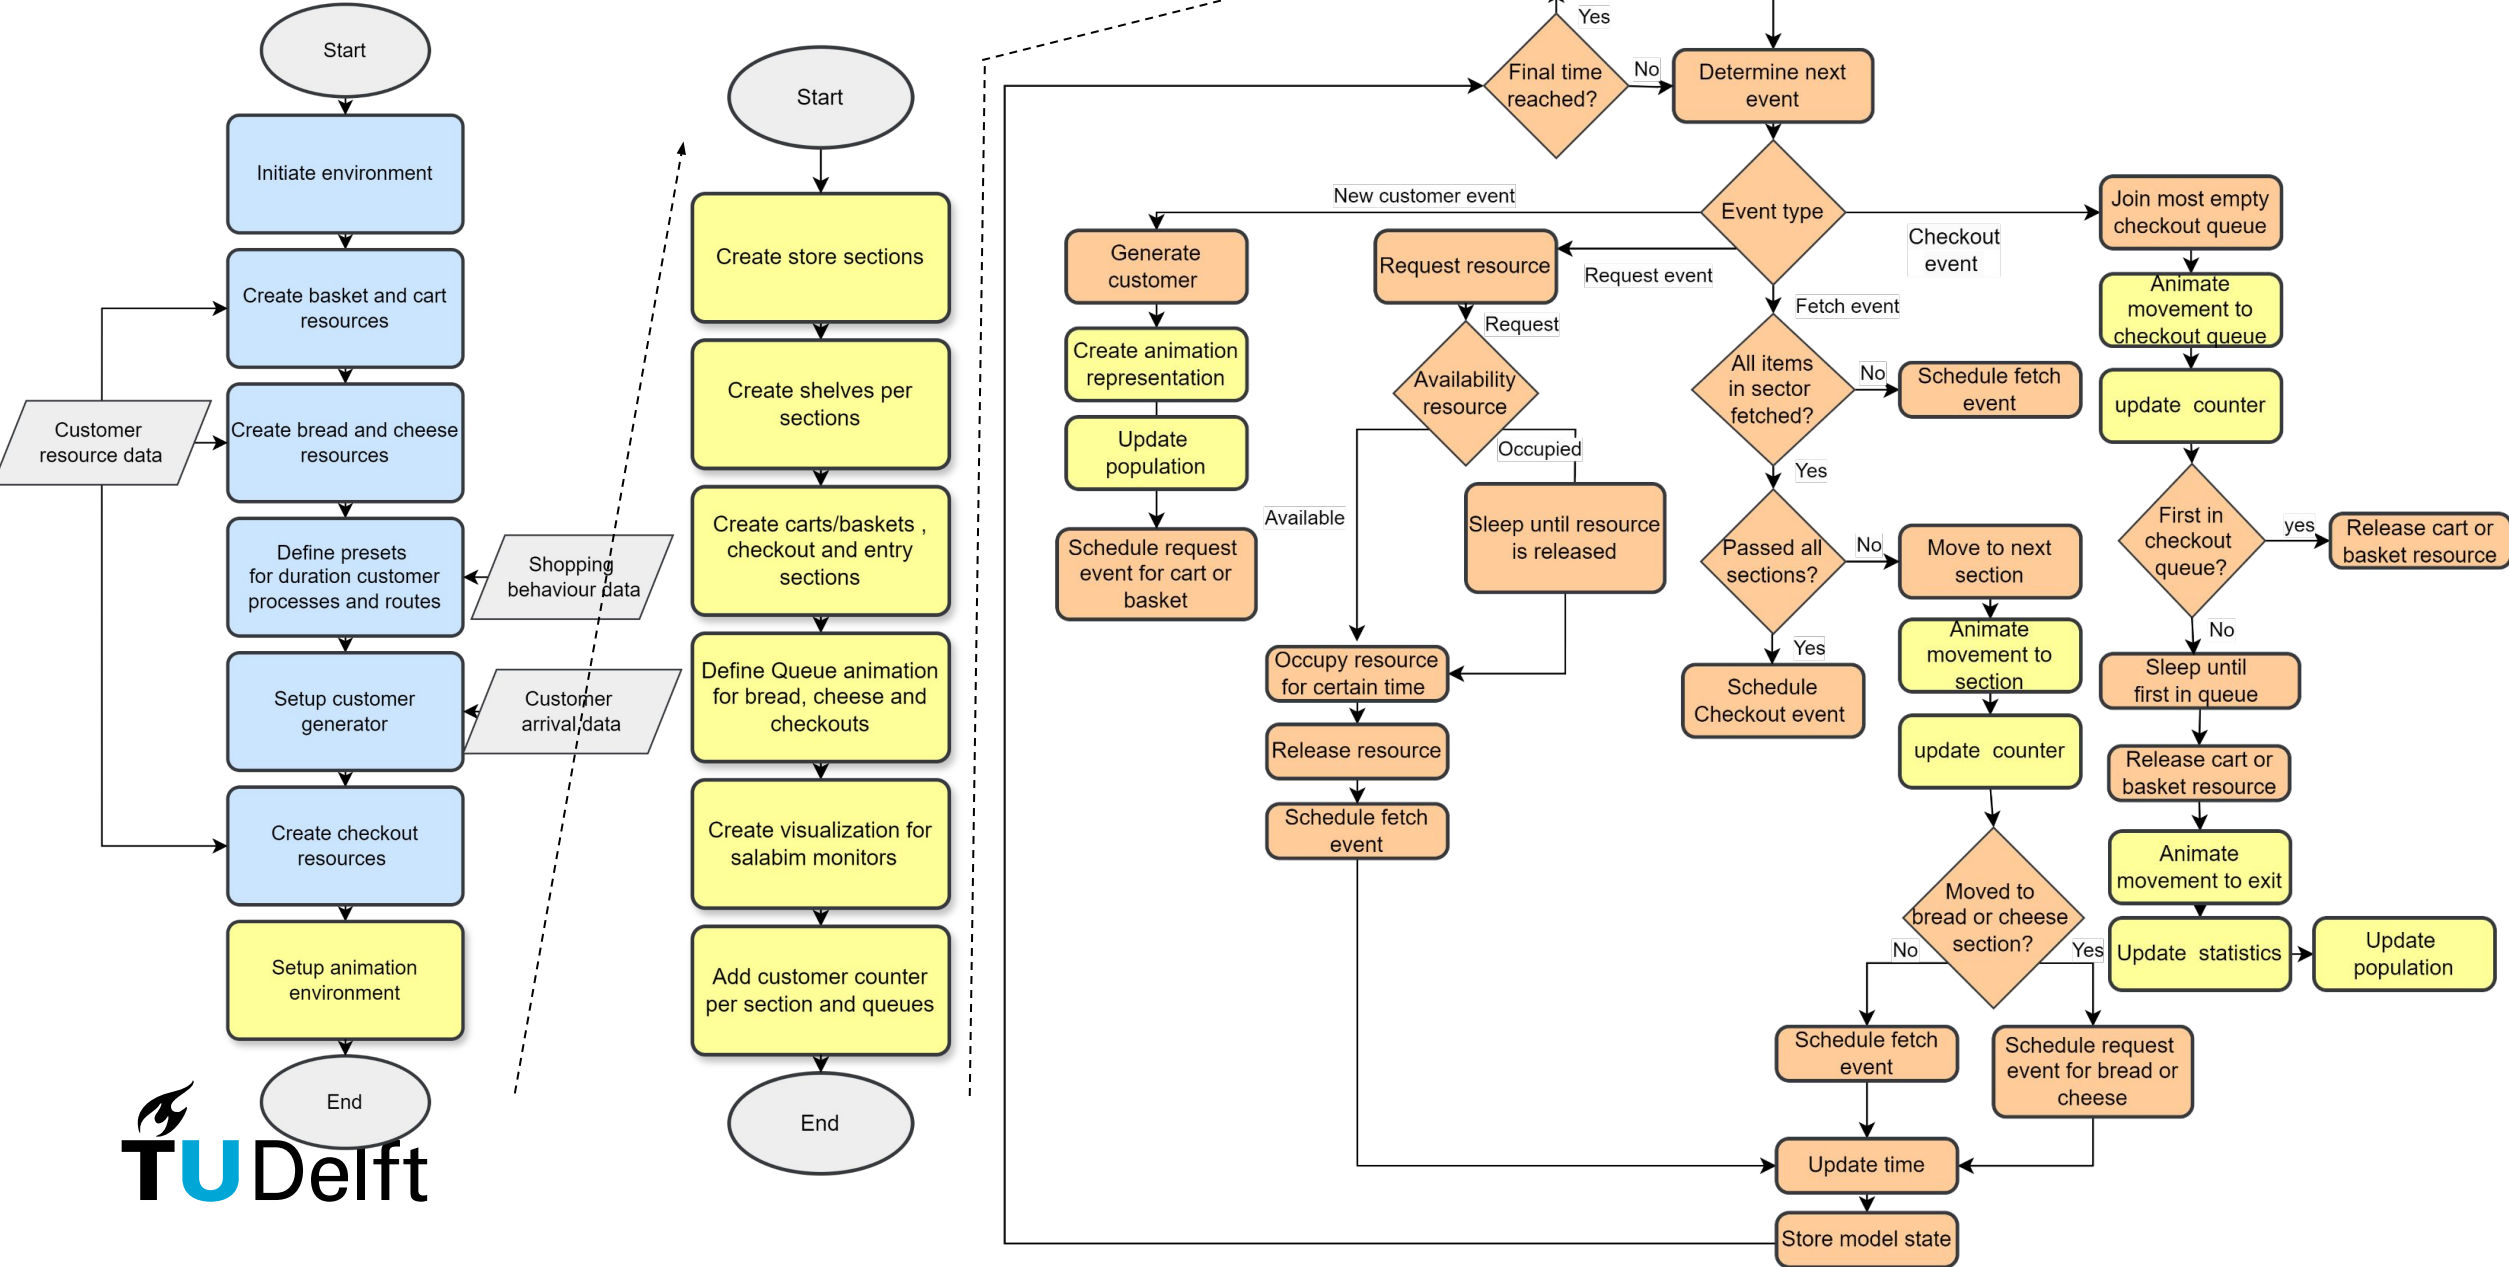 Start
Initiate environment
Create basket and cart
resources
Customer
resource data
Create bread and cheese
resources
Define presets
for duration customer
processes and routes
Shopping
behaviour data
Setup customer
generator
Customer
arrival data
Create checkout
resources
Setup animation
environment
End
TUDelft
Start
Create store sections
Create shelves per
sections
Create carts/baskets ,
checkout and entry
sections
Define Queue animation
for bread, cheese and
checkouts
Create visualization for
salabim monitors
Add customer counter
per section and queues
End
Yes
Final time
reached?
No
Determine next
event
Event type
New customer event
Generate
customer
Create animation
representation
Update
population
Schedule request
event for cart or
basket
Request event
Request resource
Request
Availability
resource
Occupied
Available
Sleep until resource
is released
Occupy resource
for certain time
Release resource
Schedule fetch
event
Fetch event
All items
in sector
fetched?
No
Schedule fetch
event
Yes
Passed all
sections?
No
Move to next
section
Yes
Schedule
Checkout event
Animate
movement to
section
update counter
Moved to
bread or cheese
section?
No
Yes
Schedule fetch
event
Schedule request
event for bread or
cheese
Update time
Store model state
Checkout
event
Join most empty
checkout queue
Animate
movement to
checkout queue
update counter
First in
checkout
queue?
yes
Release cart or
basket resource
No
Sleep until
first in queue
Release cart or
basket resource
Animate
movement to exit
Update statistics
Update
population